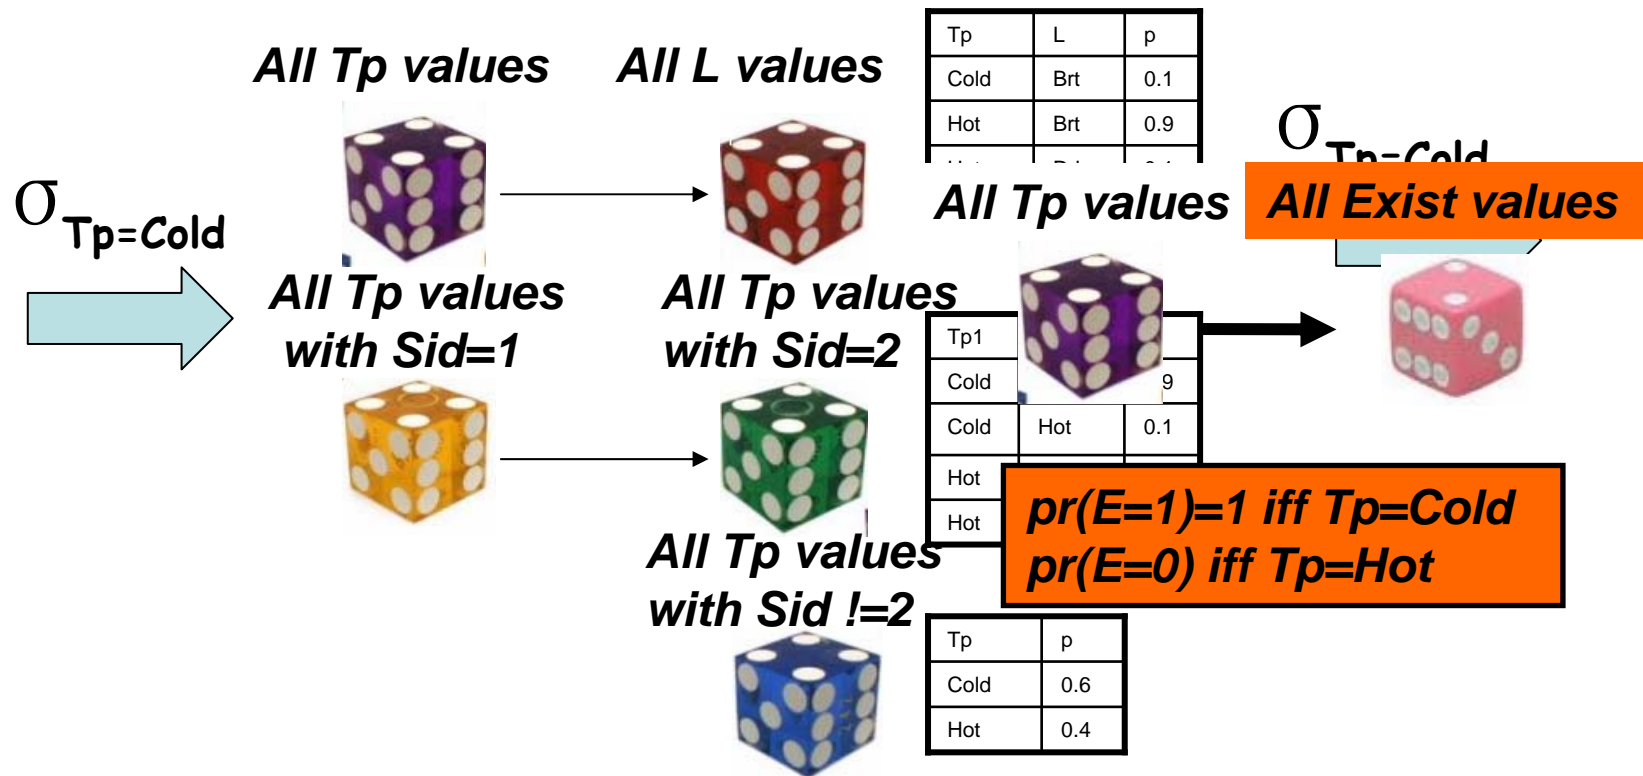 All Tp values
All L values
Tp L p
Cold Brt 0.1
Hot Brt 0.9
σ Tp=Cold
σ Tp=Cold
All Tp values
All Exist values
All Tp values
with Sid=1
All Tp values
with Sid=2
Tp1
Cold 9
Cold Hot 0.1
Hot
Hot
pr(E=1)=1 iff Tp=Cold
pr(E=0) iff Tp=Hot
All Tp values
with Sid !=2
Tp p
Cold 0.6
Hot 0.4